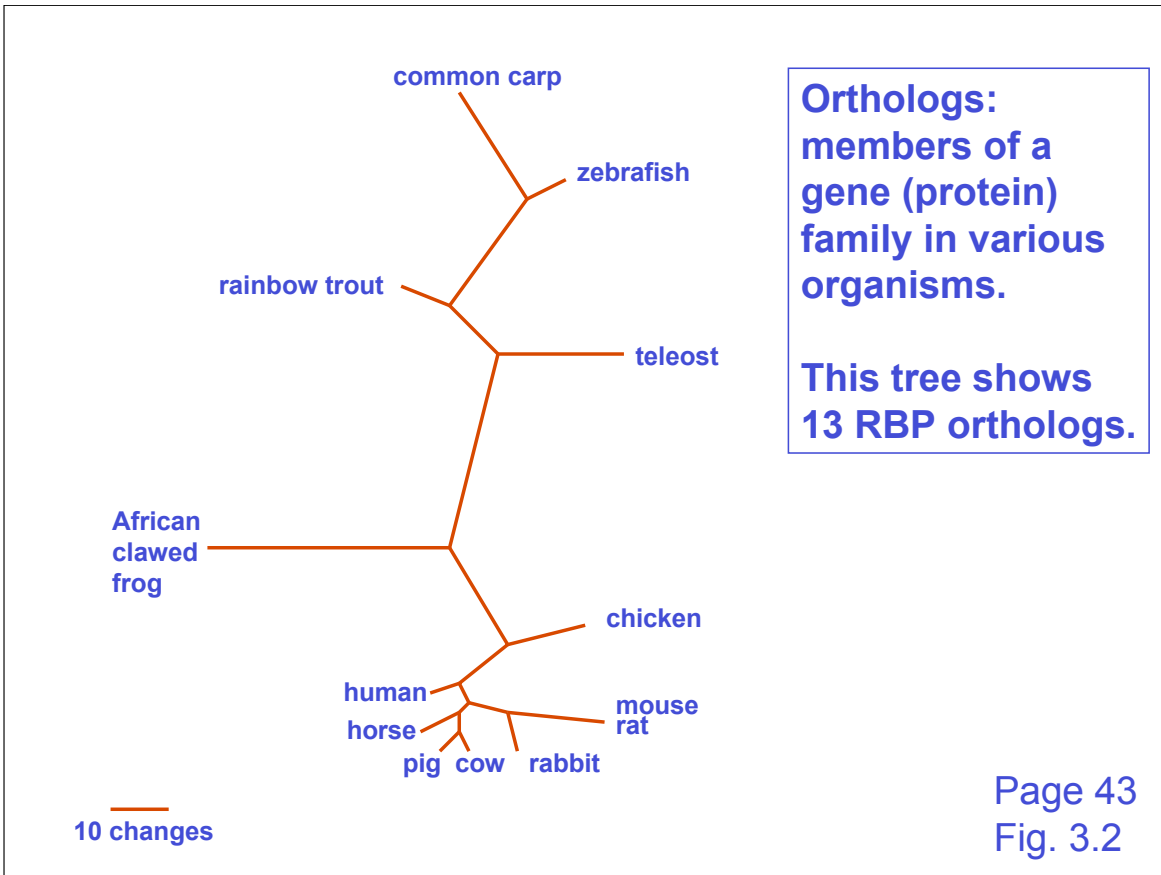 common carp
zebrafish
rainbow trout
teleost
African
clawed
frog
chicken
human
mouse
rat
horse
pig cow rabbit
10 changes
Orthologs:
members of a
gene (protein)
family in various
organisms.
This tree shows
13 RBP orthologs.
Page 43
Fig. 3.2